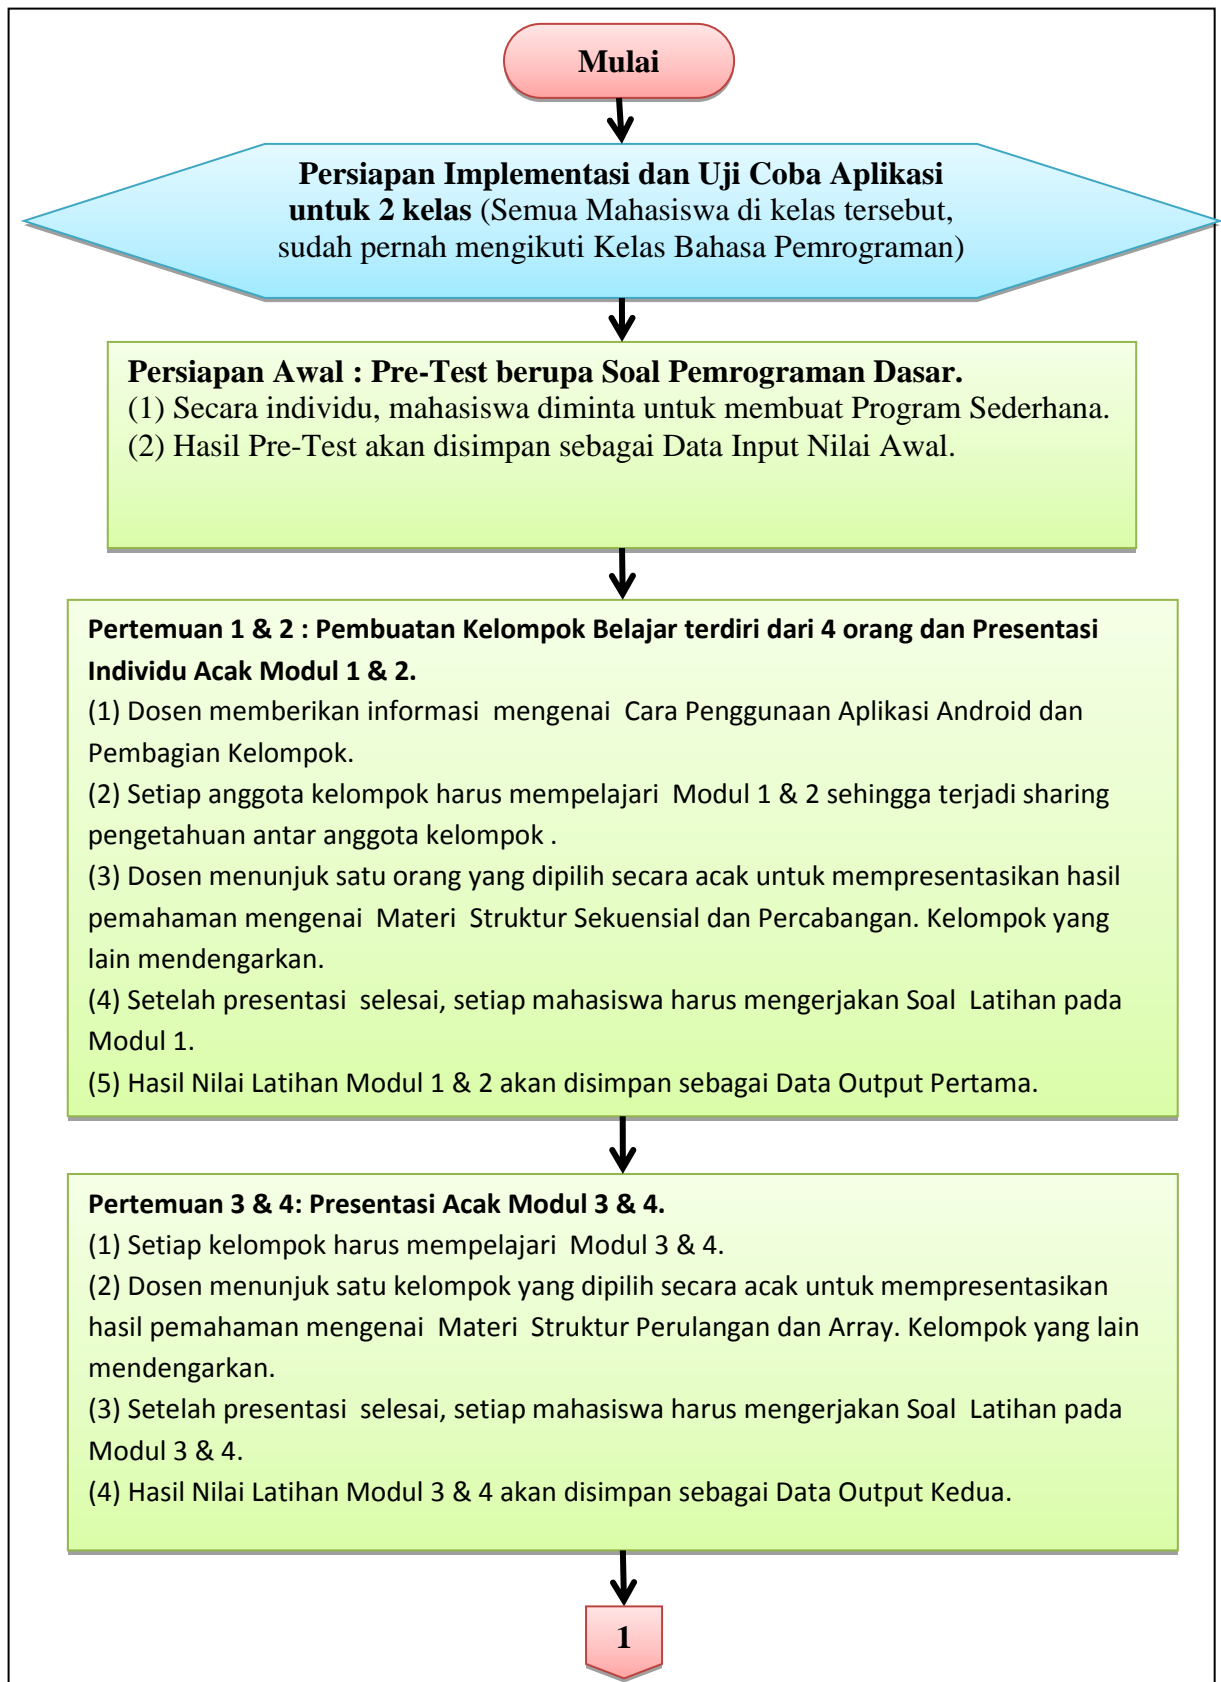 Mulai
Persiapan Implementasi dan Uji Coba Aplikasi
untuk 2 kelas (Semua Mahasiswa di kelas tersebut,
sudah pernah mengikuti Kelas Bahasa Pemrograman)
Persiapan Awal : Pre-Test berupa Soal Pemrograman Dasar.
(1) Secara individu, mahasiswa diminta untuk membuat Program Sederhana.
(2) Hasil Pre-Test akan disimpan sebagai Data Input Nilai Awal.
Pertemuan 1 & 2 : Pembuatan Kelompok Belajar terdiri dari 4 orang dan Presentasi
Individu Acak Modul 1 & 2.
(1) Dosen memberikan informasi mengenai Cara Penggunaan Aplikasi Android dan
Pembagian Kelompok.
(2) Setiap anggota kelompok harus mempelajari Modul 1 & 2 sehingga terjadi sharing
pengetahuan antar anggota kelompok .
(3) Dosen menunjuk satu orang yang dipilih secara acak untuk mempresentasikan hasil
pemahaman mengenai Materi Struktur Sekuensial dan Percabangan. Kelompok yang
lain mendengarkan.
(4) Setelah presentasi selesai, setiap mahasiswa harus mengerjakan Soal Latihan pada
Modul 1.
(5) Hasil Nilai Latihan Modul 1 & 2 akan disimpan sebagai Data Output Pertama.
Pertemuan 3 & 4: Presentasi Acak Modul 3 & 4.
(1) Setiap kelompok harus mempelajari Modul 3 & 4.
(2) Dosen menunjuk satu kelompok yang dipilih secara acak untuk mempresentasikan
hasil pemahaman mengenai Materi Struktur Perulangan dan Array. Kelompok yang lain
mendengarkan.
(3) Setelah presentasi selesai, setiap mahasiswa harus mengerjakan Soal Latihan pada
Modul 3 & 4.
(4) Hasil Nilai Latihan Modul 3 & 4 akan disimpan sebagai Data Output Kedua.
1